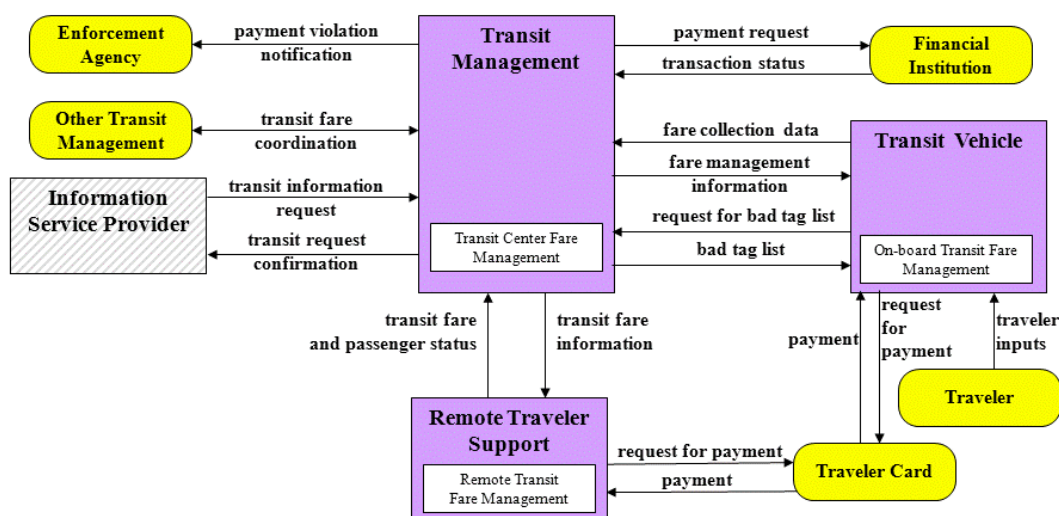 Enforcement
Agency
payment violation
notification
Transit
Management
payment request
transaction status
Financial
Institution
Other Transit
Management
transit fare
coordination
fare collection data
fare management
information
Transit Vehicle
Information
Service Provider
transit information
request
transit request
confirmation
Transit Center Fare
Management
request for bad tag list
bad tag list
On-board Transit Fare
Management
transit fare
and passenger status
transit fare
information
payment
request
for
payment
traveler
inputs
Traveler
Remote Traveler
Support
Remote Transit
Fare Management
request for payment
payment
Traveler Card